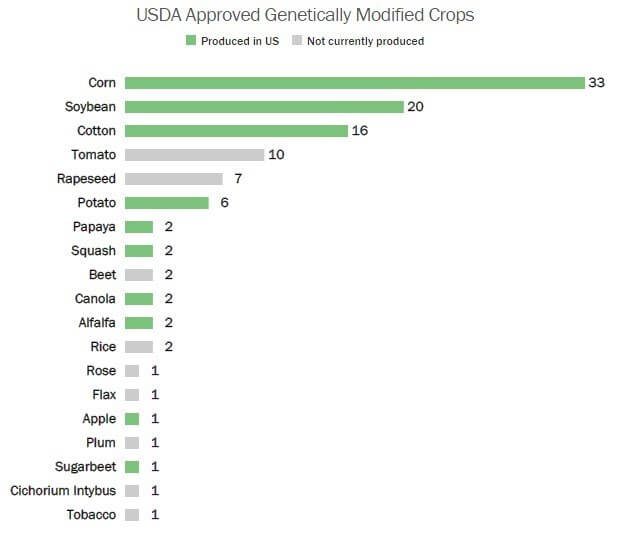 USDA Approved Genetically Modified Crops
Produced in US Not currently produced
Corn 33
Soybean 20
Cotton 16
Tomato 10
Rapeseed 7
Potato 6
Papaya 2
Squash 2
Beet 2
Canola 2
Alfalfa 2
Rice 2
Rose 1
Flax 1
Apple 1
Plum 1
Sugarbeet 1
Cichorium Intybus 1
Tobacco 1